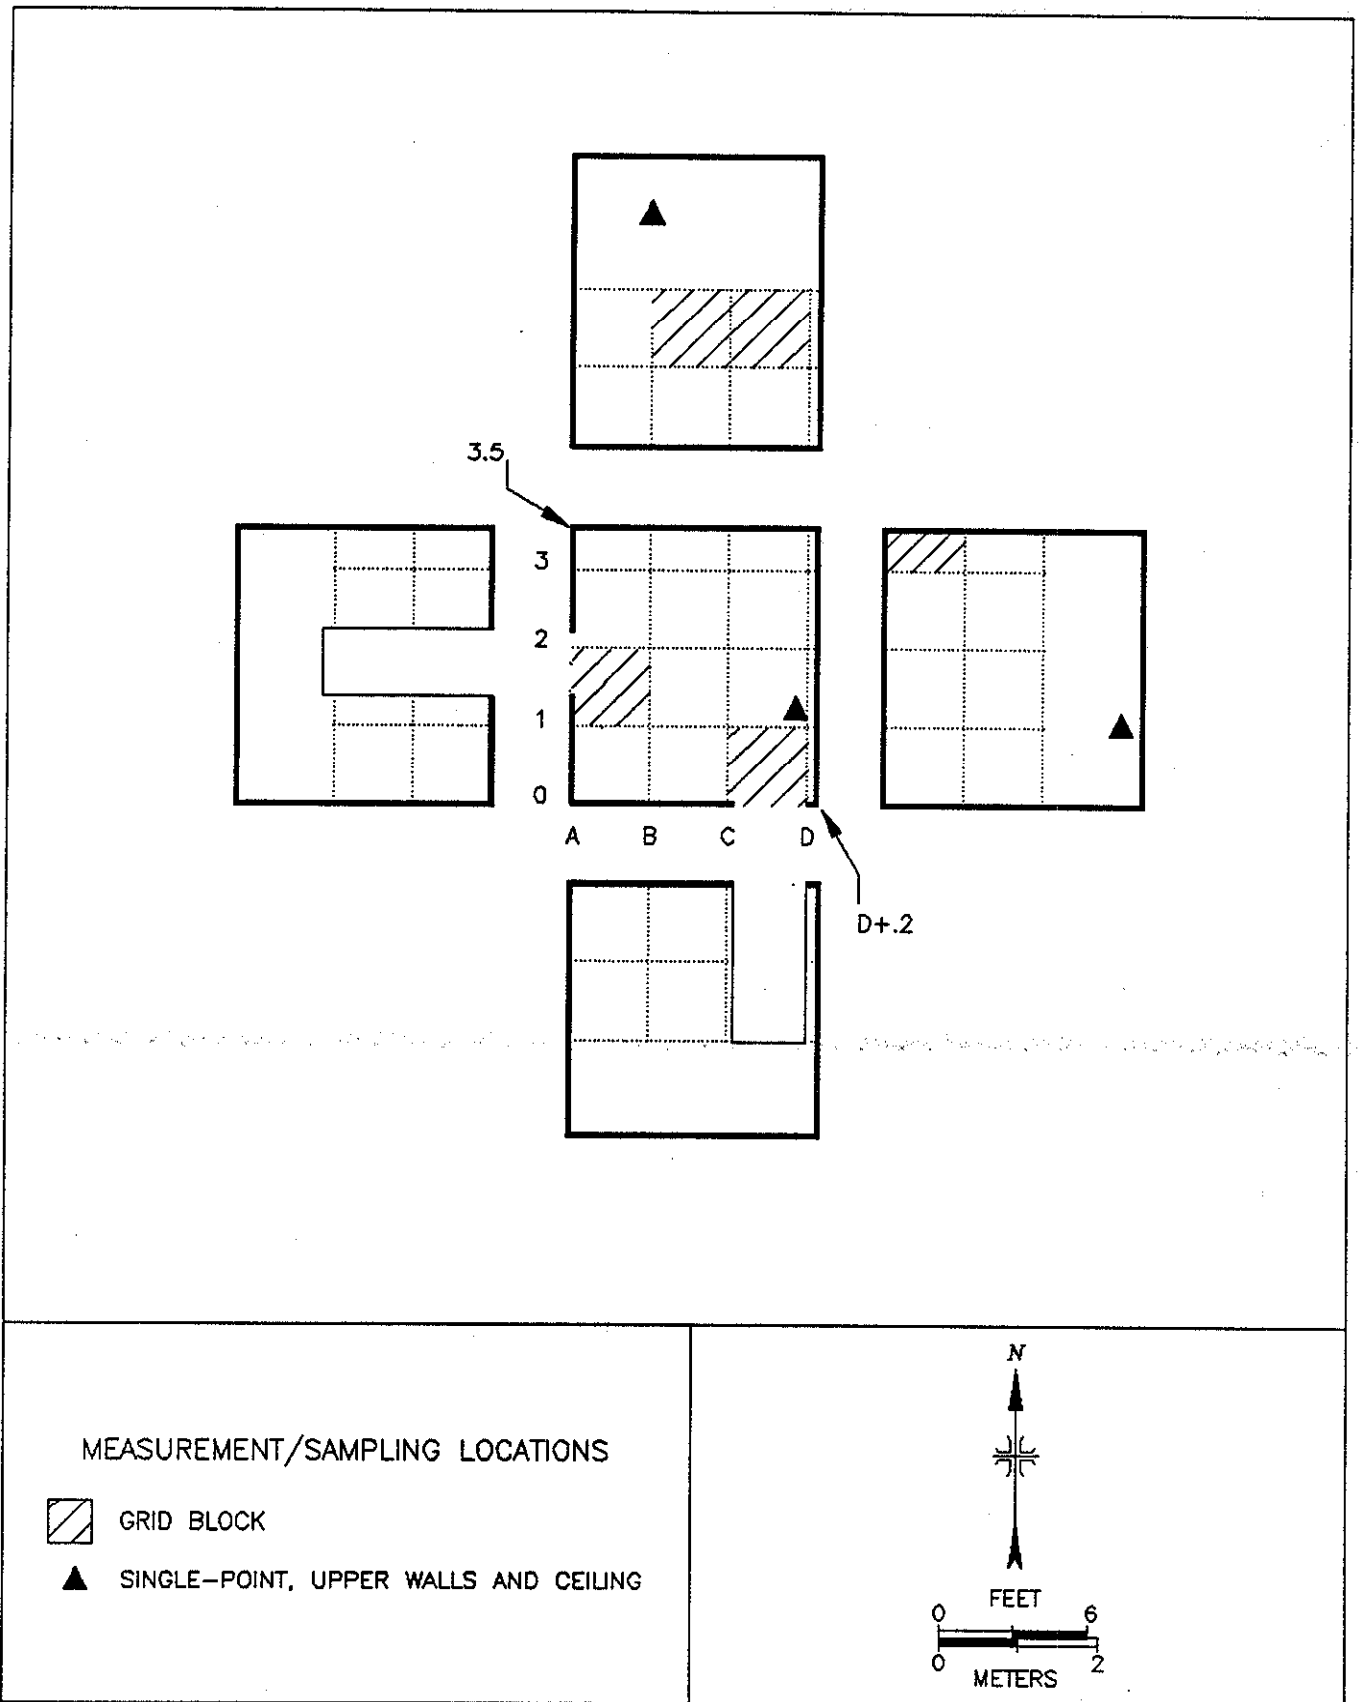 3.5
3
2
1
0
A B C D
D+.2
MEASUREMENT/SAMPLING LOCATIONS
GRID BLOCK
SINGLE-POINT, UPPER WALLS AND CEILING
N
FEET
0 6
0 2
METERS